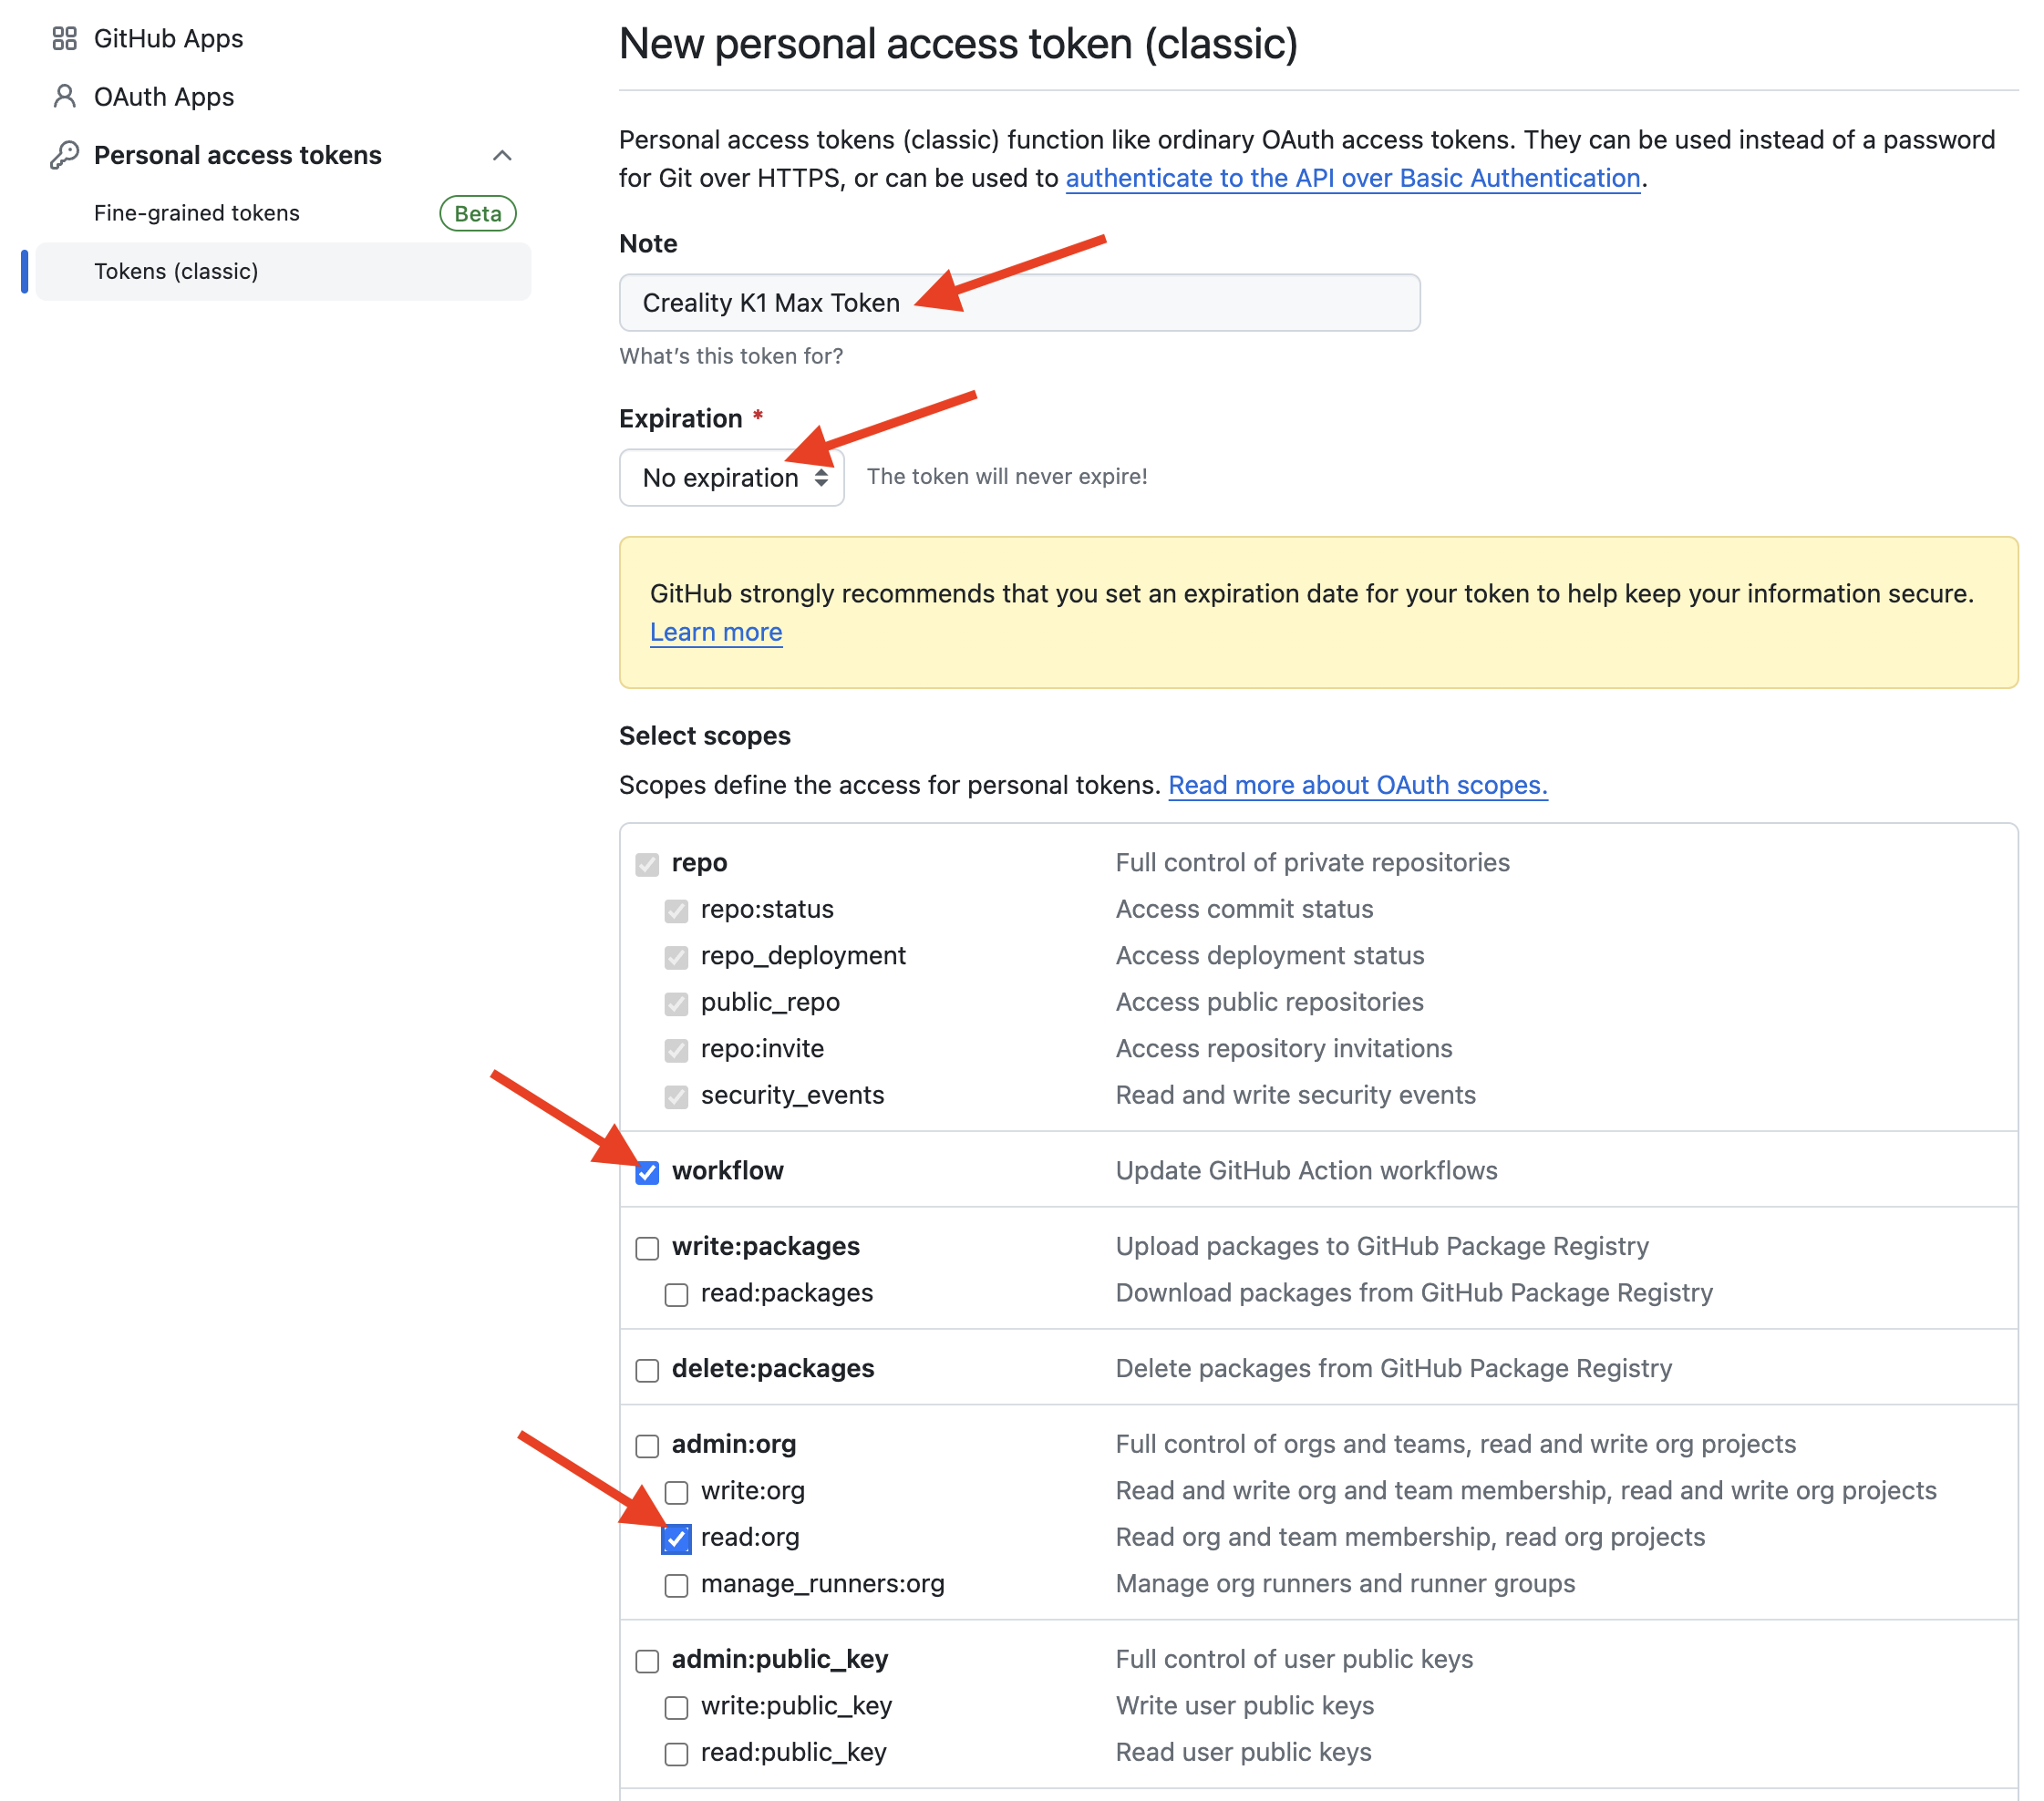 GitHub Apps
OAuth Apps
Personal access tokens
Fine-grained tokens Beta
Tokens (classic)
New personal access token (classic)
Personal access tokens (classic) function like ordinary OAuth access tokens. They can be used instead of a password
for Git over HTTPS, or can be used to authenticate to the API over Basic Authentication.
Note
Creality K1 Max Token
What's this token for?
Expiration *
No expiration The token will never expire!
GitHub strongly recommends that you set an expiration date for your token to help keep your information secure.
Learn more
Select scopes
Scopes define the access for personal tokens. Read more about OAuth scopes.
repo Full control of private repositories
repo:status Access commit status
repo_deployment Access deployment status
public_repo Access public repositories
repo:invite Access repository invitations
security_events Read and write security events
workflow Update GitHub Action workflows
write:packages Upload packages to GitHub Package Registry
read:packages Download packages from GitHub Package Registry
delete:packages Delete packages from GitHub Package Registry
admin:org Full control of orgs and teams, read and write org projects
write:org Read and write org and team membership, read and write org projects
read:org Read org and team membership, read org projects
manage_runners:org Manage org runners and runner groups
admin:public_key Full control of user public keys
write:public_key Write user public keys
read:public_key Read user public keys